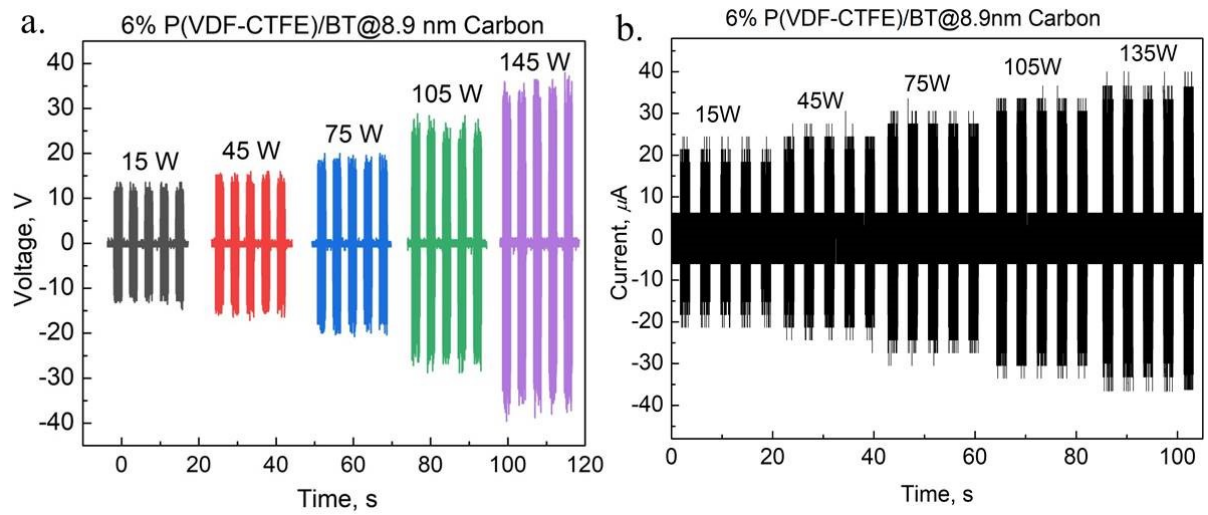 a.
6% P(VDF-CTFE)/BT@8.9 nm Carbon
40
30
20
10
0
-10
-20
-30
-40
Voltage, V
15 W
45 W
75 W
105 W
145 W
0 20 40 60 80 100 120
Time, s
b.
6% P(VDF-CTFE)/BT@8.9nm Carbon
40
30
20
10
0
-10
-20
-30
-40
Current, μA
15W
45W
75W
105W
135W
0 20 40 60 80 100
Time, s